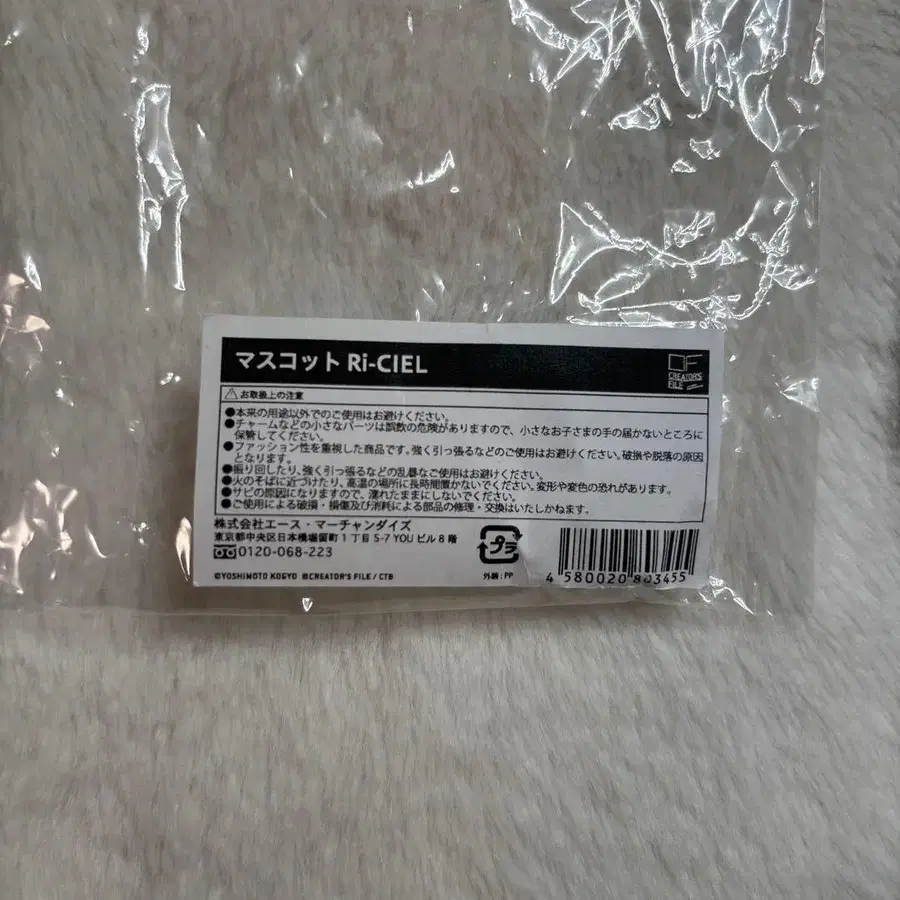 マスコット Ri-CIEL
CREATOR'S
FILE
お取扱上の注意
●本来の用途以外でのご使用はお避けください。
●チャームなどの小さなパーツは誤飲の危険がありますので、小さなお子さまの手の届かないところに
保管してください。
●ファッション性を重視した商品です。強く引っ張るなどのご使用はお避けください。破損や脱落の原因
となります。
●振り回したり、強く引っ張るなどの乱暴なご使用はお避けください。
●火のそばに近づけたり、高温の場所に長時間置かないでください。変形や変色の恐れがあります。
●サビの原因になりますので、濡れたままにしないでください。
●ご使用による破損・損傷及び消耗による部品の修理・交換はいたしかねます。
株式会社エース・マーチャンダイズ
東京都中央区日本橋堀留町1丁目5-7 YOUビル8階
0120-068-223
©YOSHIMOTO KOGYO ©CREATOR'S FILE / CTB
プラ
外装:PP
4 580020 803455